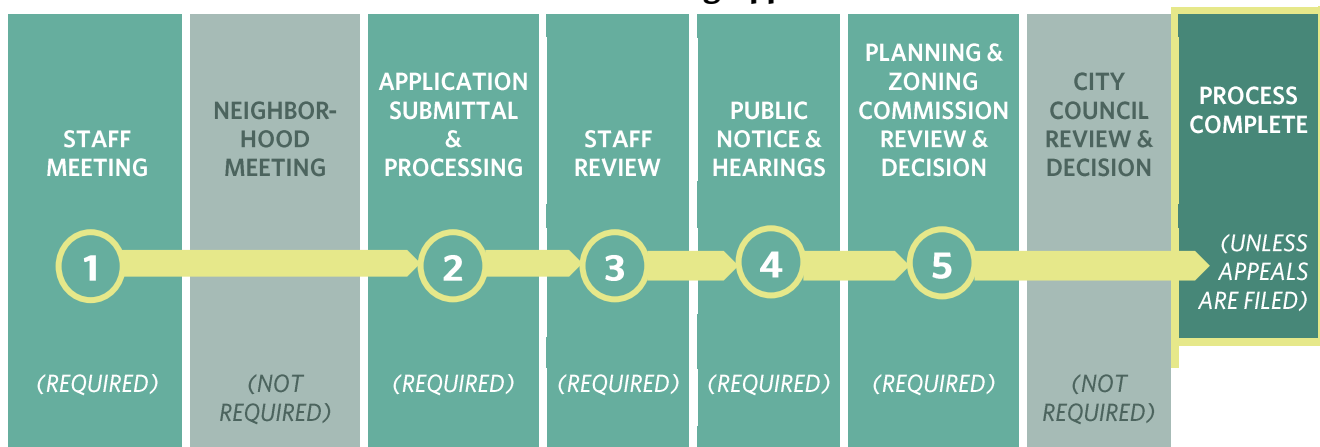 STAFF
MEETING
1
(REQUIRED)
NEIGHBOR-
HOOD
MEETING
(NOT
REQUIRED)
APPLICATION
SUBMITTAL
&
PROCESSING
2
(REQUIRED)
STAFF
REVIEW
3
(REQUIRED)
PUBLIC
NOTICE &
HEARINGS
4
(REQUIRED)
PLANNING &
ZONING
COMMISSION
REVIEW &
DECISION
5
(REQUIRED)
CITY
COUNCIL
REVIEW &
DECISION
(NOT
REQUIRED)
PROCESS
COMPLETE
(UNLESS
APPEALS
ARE FILED)